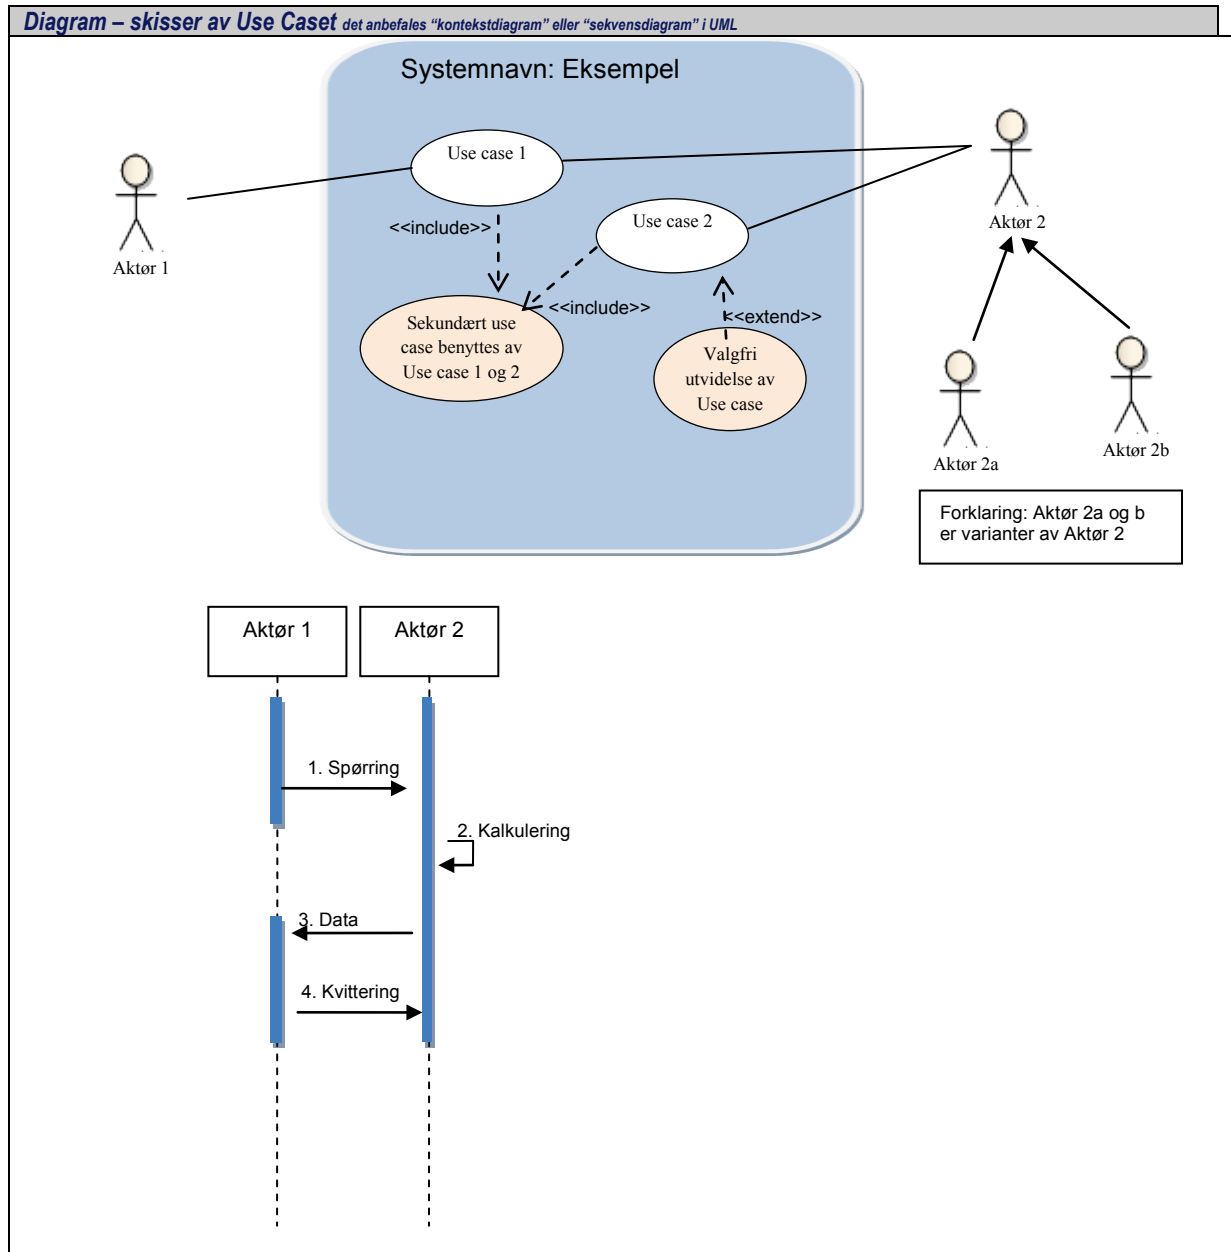 Diagram – skisser av Use Caset det anbefales “kontekstdiagram” eller “sekvensdiagram” i UML
Systemnavn: Eksempel
Use case 1
Use case 2
Aktør 1
Aktør 2
<<include>>
<<include>>
<<extend>>
Sekundært use
case benyttes av
Use case 1 og 2
Valgfri
utvidelse av
Use case
Aktør 2a
Aktør 2b
Forklaring: Aktør 2a og b
er varianter av Aktør 2
Aktør 1
Aktør 2
1. Spørring
2. Kalkulering
3. Data
4. Kvittering